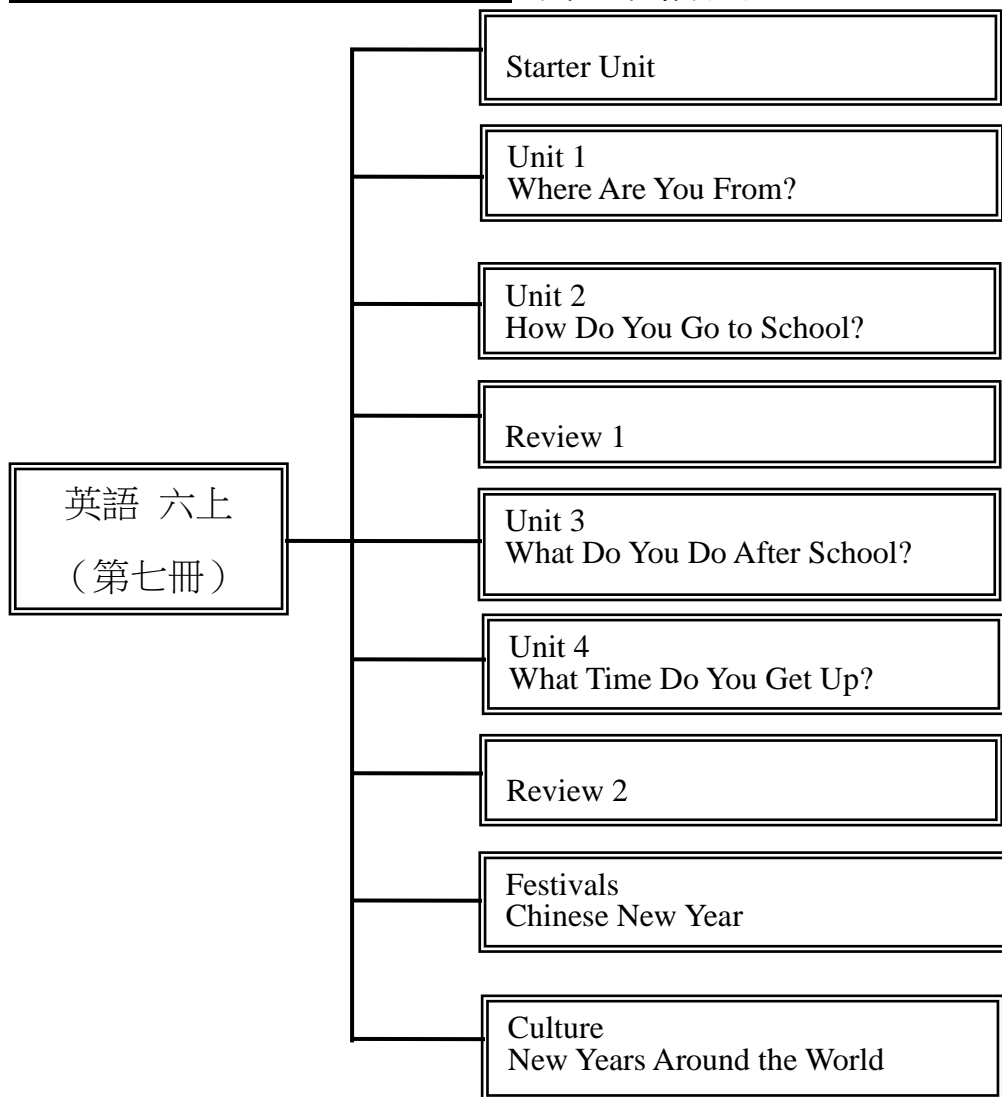 Starter Unit
Unit 1
Where Are You From?
Unit 2
How Do You Go to School?
Review 1
英語 六上
（第七冊）
Unit 3
What Do You Do After School?
Unit 4
What Time Do You Get Up?
Review 2
Festivals
Chinese New Year
Culture
New Years Around the World